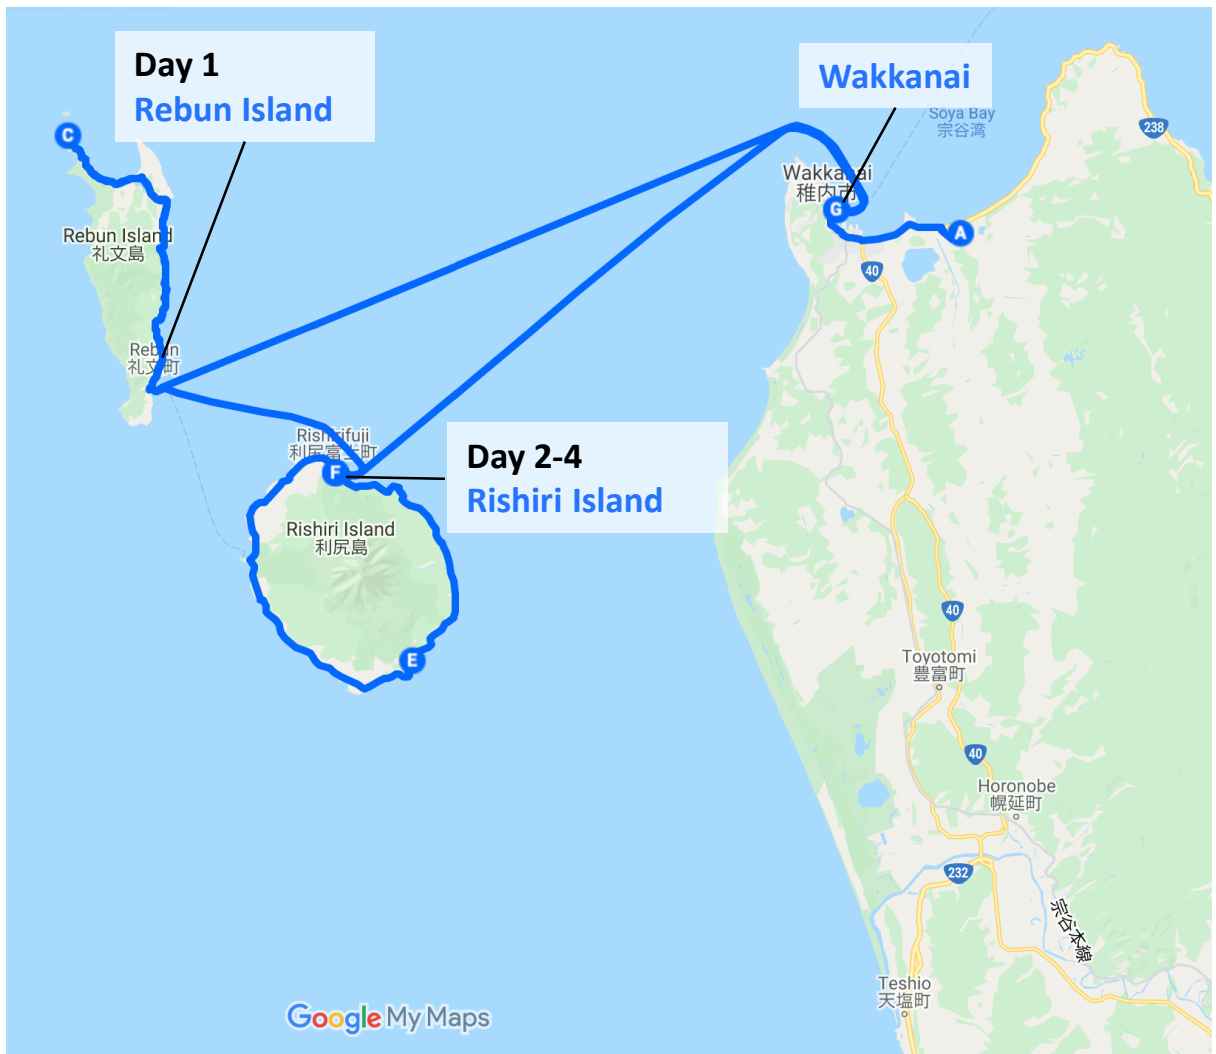 Day 1
Rebun Island
Wakkanai
Sōya Bay
宗谷湾
238
C
Wakkanai
稚内市
G
A
Rebun Island
礼文島
40
Rebun
礼文町
Rishirifuji
利尻富士町
F
Day 2-4
Rishiri Island
Rishiri Island
利尻島
40
E
Toyotomi
豊富町
40
Horonobe
幌延町
232
宗谷本線
Teshio
天塩町
Google My Maps